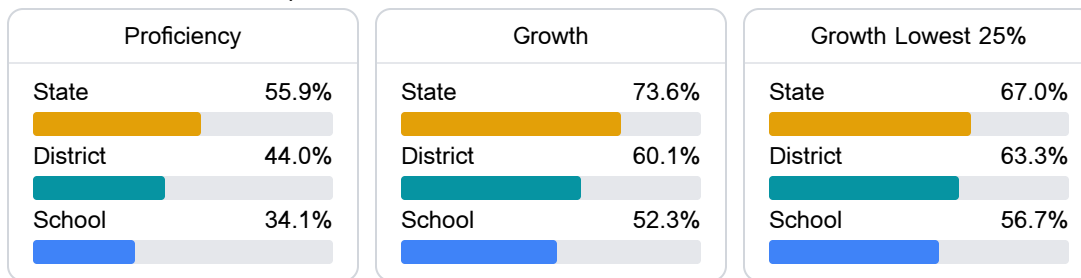 Proficiency
State 55.9%
District 44.0%
School 34.1%
Growth
State 73.6%
District 60.1%
School 52.3%
Growth Lowest 25%
State 67.0%
District 63.3%
School 56.7%